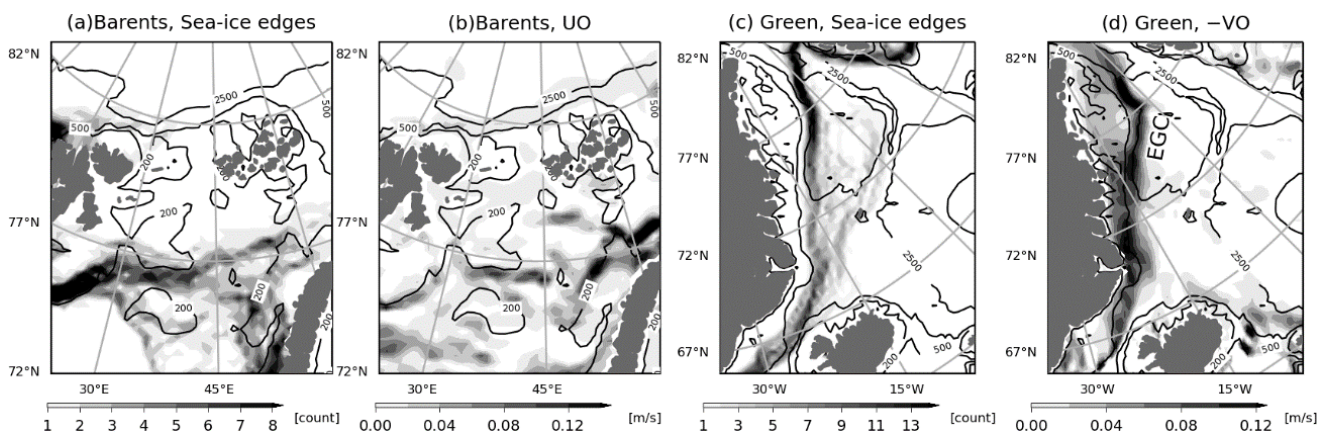 (a)Barents, Sea-ice edges
(b)Barents, UO
(c) Green, Sea-ice edges
(d) Green, −VO
82°N
77°N
72°N
30°E
45°E
2500
500
500
200
200
200
200
200
200
1 2 3 4 5 6 7 8 [count]
82°N
77°N
72°N
30°E
45°E
2500
500
500
200
200
200
200
200
200
0.00 0.04 0.08 0.12 [m/s]
82°N
77°N
72°N
67°N
30°W
15°W
500
2500
2500
200
500
1 3 5 7 9 11 13 [count]
82°N
77°N
72°N
67°N
30°W
15°W
500
2500
EGC
2500
200
500
0.00 0.04 0.08 0.12 [m/s]